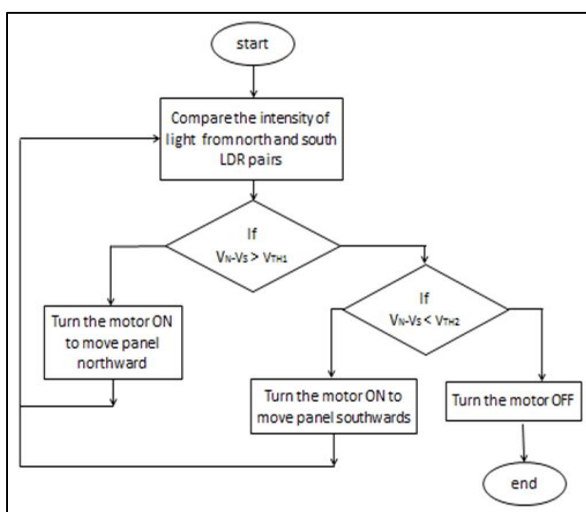 start
Compare the intensity of
light from north and south
LDR pairs
If
VN-VS > VTH1
If
VN-VS < VTH2
Turn the motor ON
to move panel
northward
Turn the motor ON to
move panel southwards
Turn the motor OFF
end